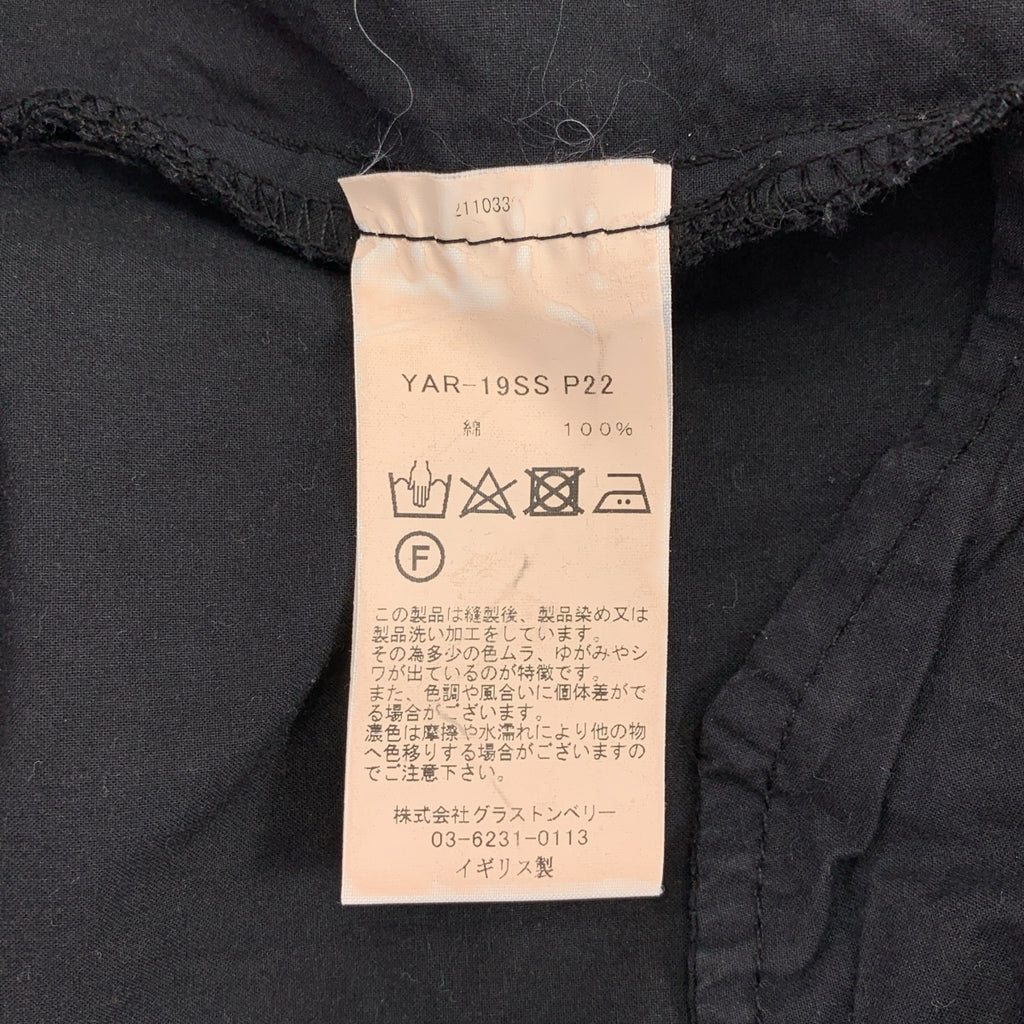 211033
YAR-19SS P22
綿 100%
F
この製品は縫製後、製品染め又は
製品洗い加工をしています。
その為多少の色ムラ、ゆがみやシ
ワが出ているのが特徴です。
また、色調や風合いに個体差がで
る場合がございます。
濃色は摩擦や水濡れにより他の物
へ色移りする場合がございますの
でご注意下さい。
株式会社グラストンベリー
03-6231-0113
イギリス製